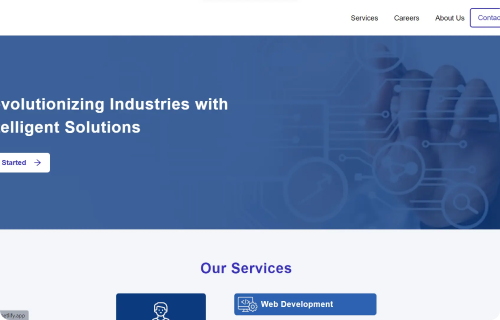 Services Careers About Us Contac
volutionizing Industries with
elligent Solutions
Started
Our Services
Web Development
etlify.app